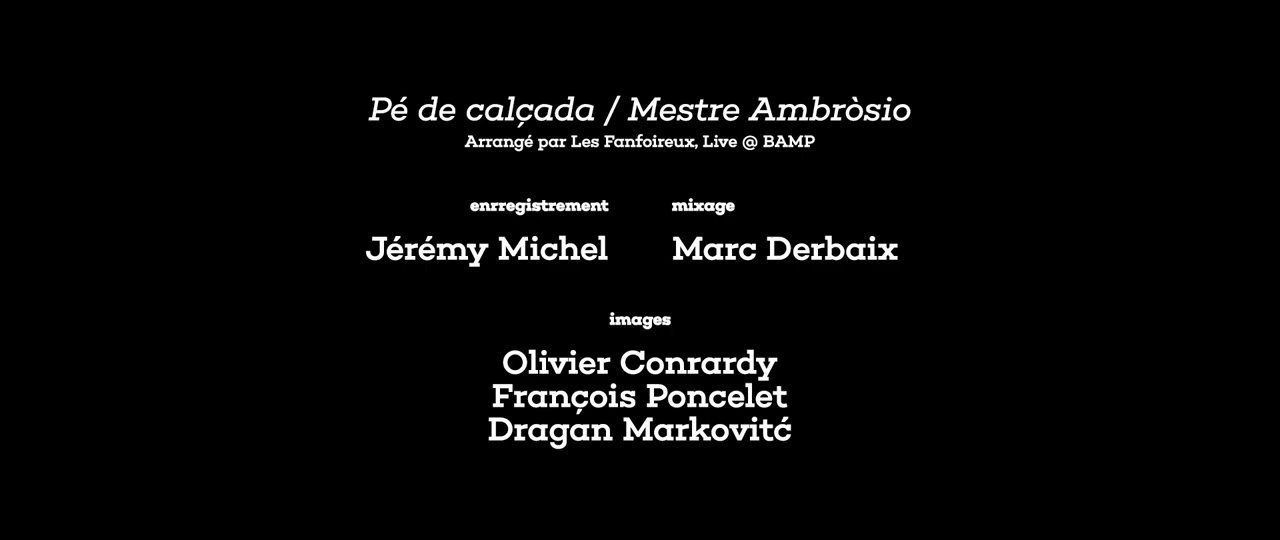 Pé de calçada / Mestre Ambròsio
Arrangé par Les Fanfoireux, Live @ BAMP
enrregistrement
Jérémy Michel
mixage
Marc Derbaix
images
Olivier Conrardy
François Poncelet
Dragan Markovitć